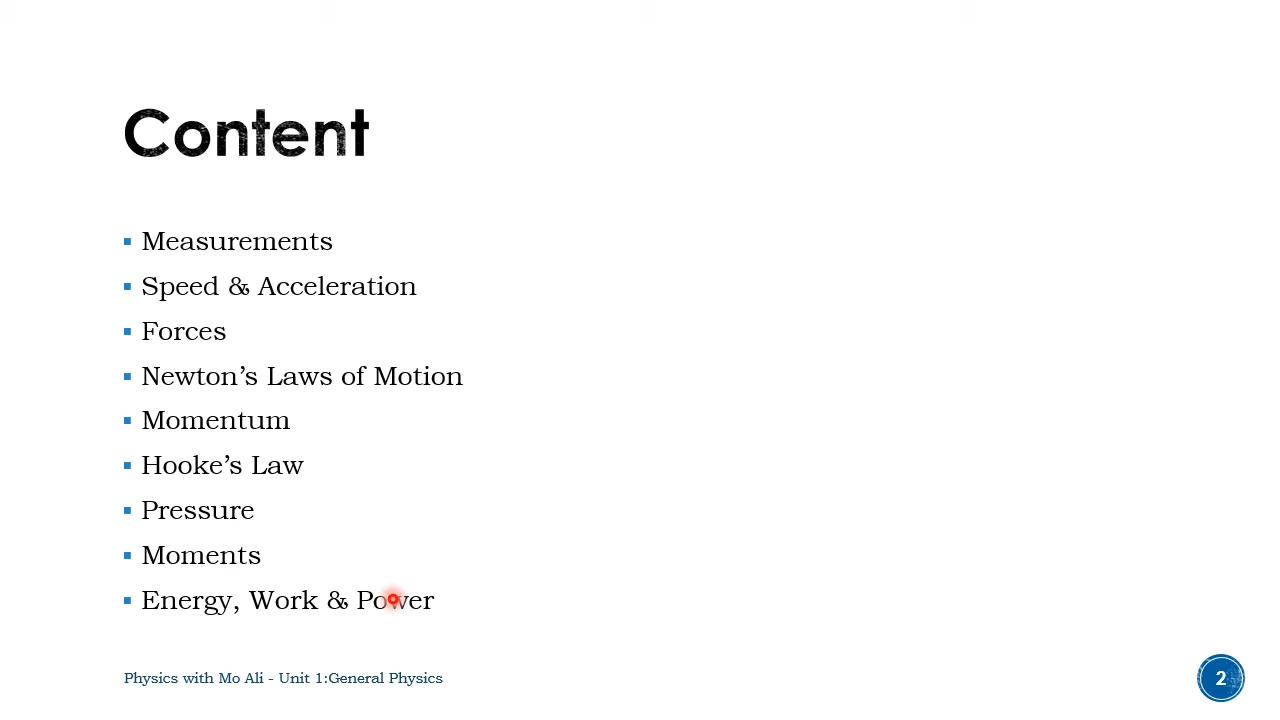 Content
Measurements
Speed & Acceleration
Forces
Newton’s Laws of Motion
Momentum
Hooke’s Law
Pressure
Moments
Energy, Work & Power
Physics with Mo Ali - Unit 1:General Physics
2